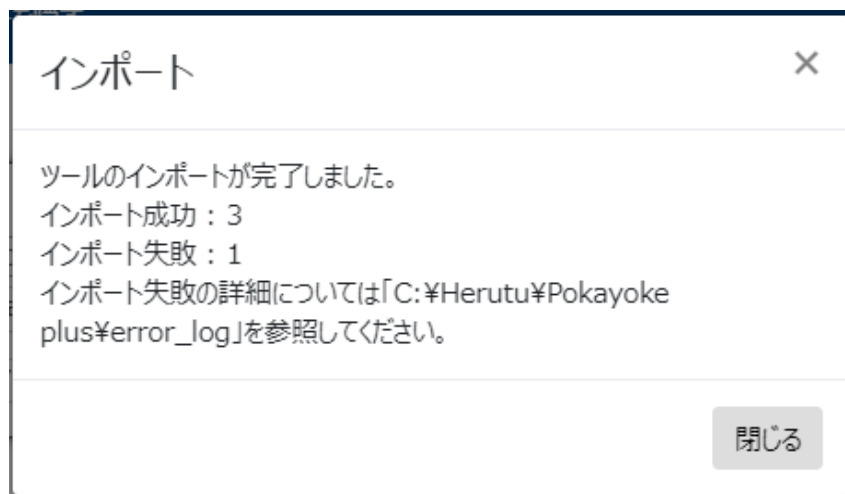 インポート
×
ツールのインポートが完了しました。
インポート成功：3
インポート失敗：1
インポート失敗の詳細については「C:¥Herutu¥Pokayoke
plus¥error_log」を参照してください。
閉じる